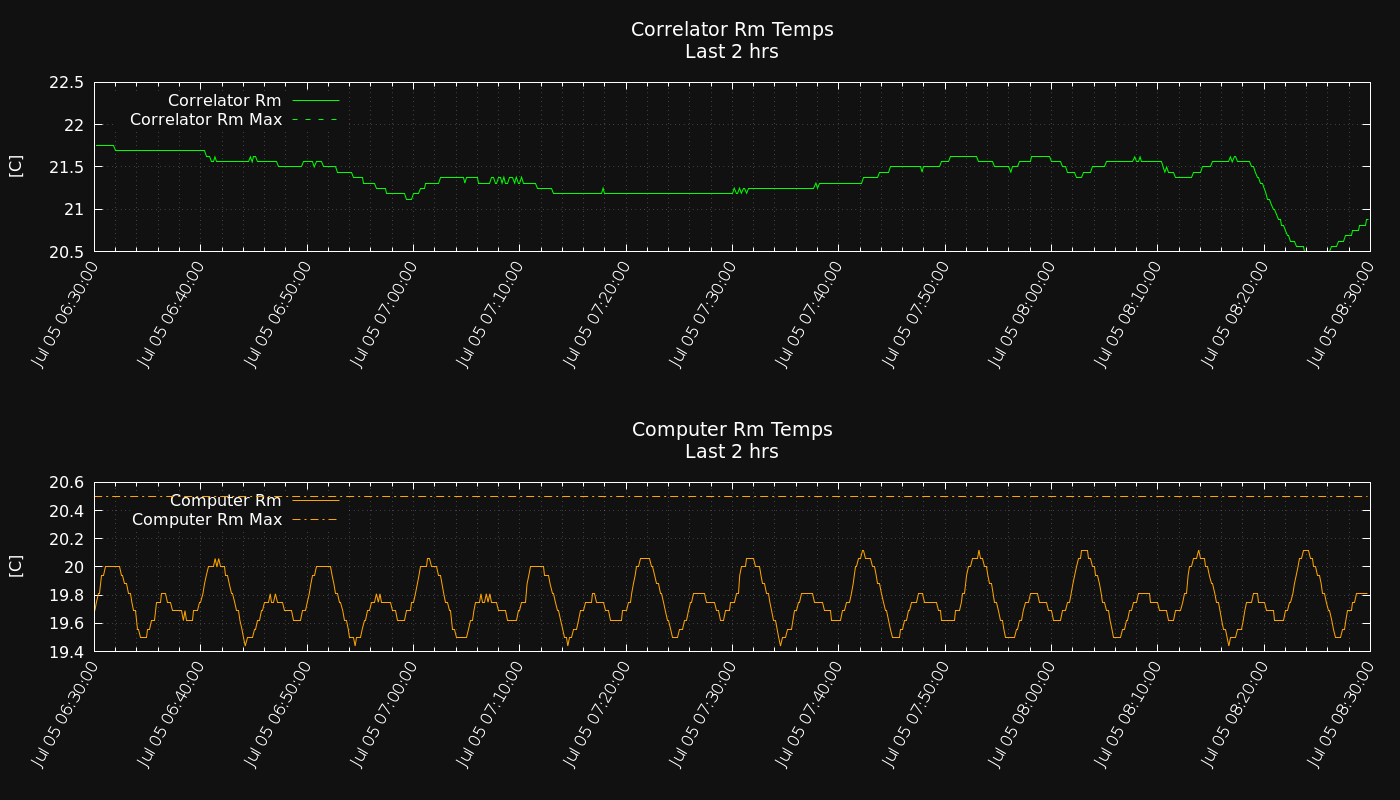 Correlator Rm Temps
Last 2 hrs
22.5
22
21.5
21
20.5
[C]
Correlator Rm
Correlator Rm Max
Jul 05 06:30:00
Jul 05 06:40:00
Jul 05 06:50:00
Jul 05 07:00:00
Jul 05 07:10:00
Jul 05 07:20:00
Jul 05 07:30:00
Jul 05 07:40:00
Jul 05 07:50:00
Jul 05 08:00:00
Jul 05 08:10:00
Jul 05 08:20:00
Jul 05 08:30:00
Computer Rm Temps
Last 2 hrs
20.6
20.4
20.2
20
19.8
19.6
19.4
[C]
Computer Rm
Computer Rm Max
Jul 05 06:30:00
Jul 05 06:40:00
Jul 05 06:50:00
Jul 05 07:00:00
Jul 05 07:10:00
Jul 05 07:20:00
Jul 05 07:30:00
Jul 05 07:40:00
Jul 05 07:50:00
Jul 05 08:00:00
Jul 05 08:10:00
Jul 05 08:20:00
Jul 05 08:30:00